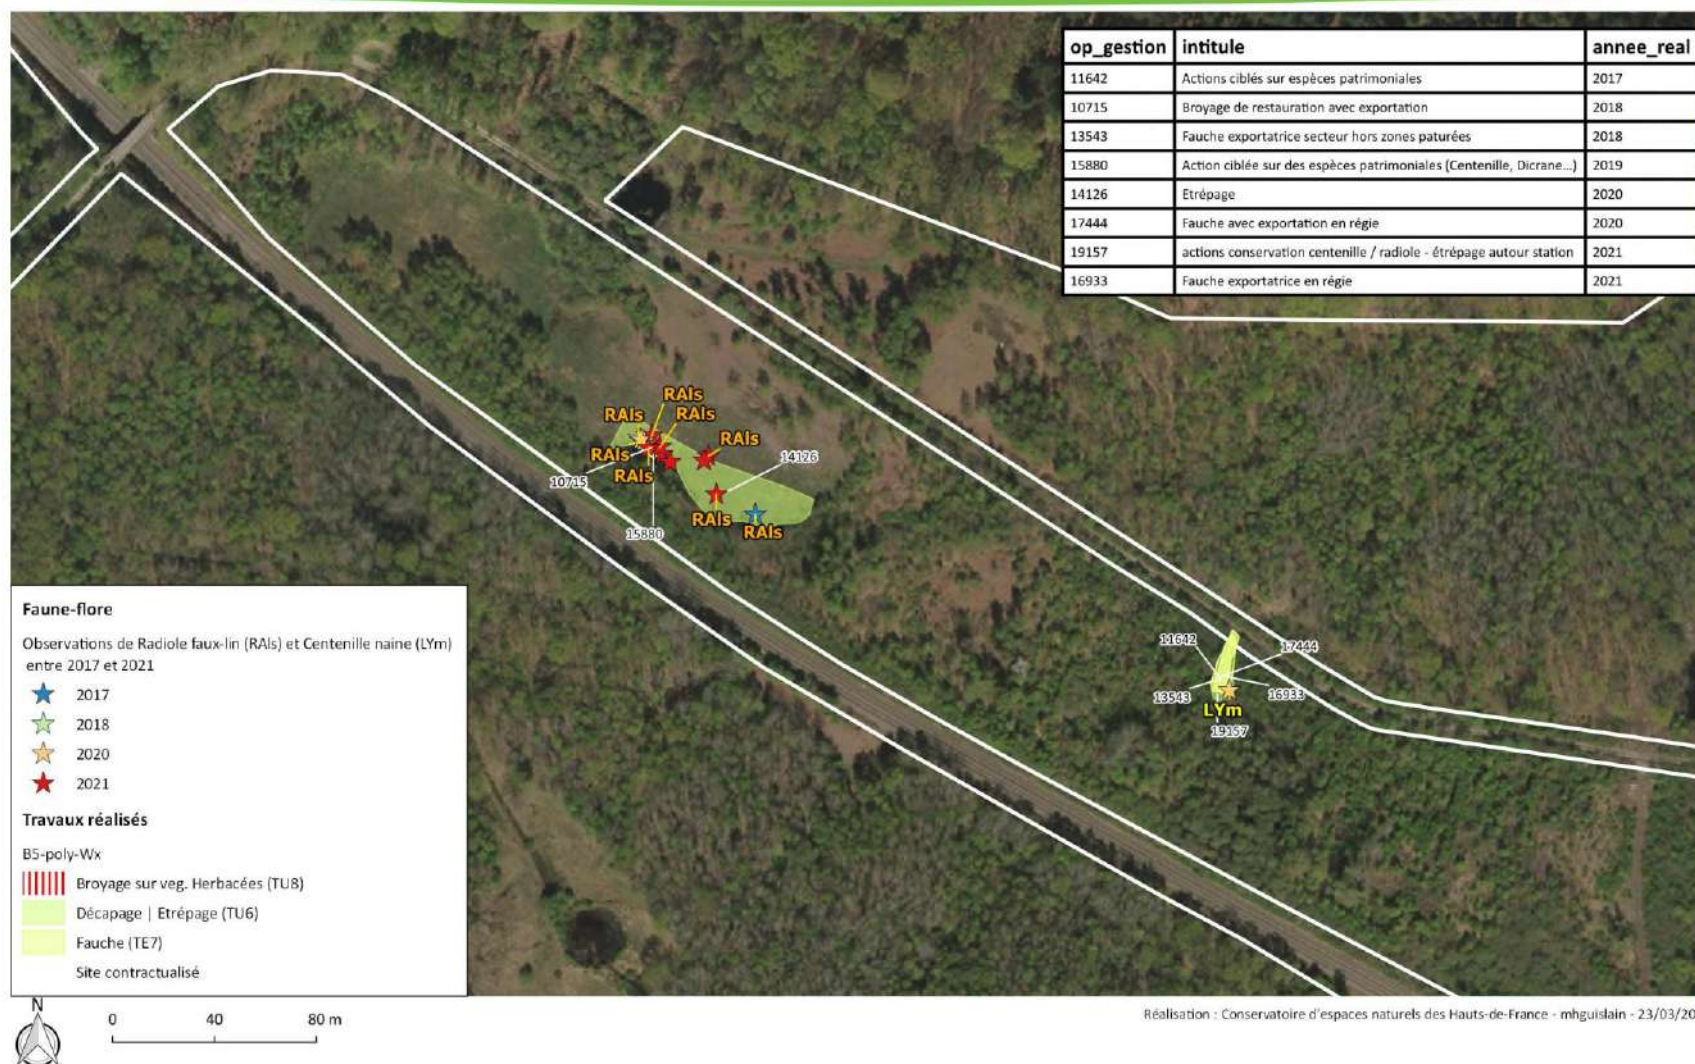 op_gestion intitule annee_real
11642 Actions ciblés sur espèces patrimoniales 2017
10715 Broyage de restauration avec exportation 2018
13543 Fauche exportatrice secteur hors zones paturées 2018
15880 Action ciblée sur des espèces patrimoniales (Centenille, Dicrane...) 2019
14126 Etrépage 2020
17444 Fauche avec exportation en régie 2020
19157 actions conservation centenille / radiole - étrépage autour station 2021
16933 Fauche exportatrice en régie 2021
RAls
RAls
RAls
RAls
RAls
RAls
14126
10715
RAls
RAls
15880
11642
17444
13543
16933
LYm
19157
Faune-flore
Observations de Radiole faux-lin (RAls) et Centenille naine (LYm)
entre 2017 et 2021
2017
2018
2020
2021
Travaux réalisés
B5-poly-Wx
Broyage sur veg. Herbacées (TU8)
Décapage | Etrépage (TU6)
Fauche (TE7)
Site contractualisé
N
0 40 80 m
Réalisation : Conservatoire d'espaces naturels des Hauts-de-France - mhguislain - 23/03/20